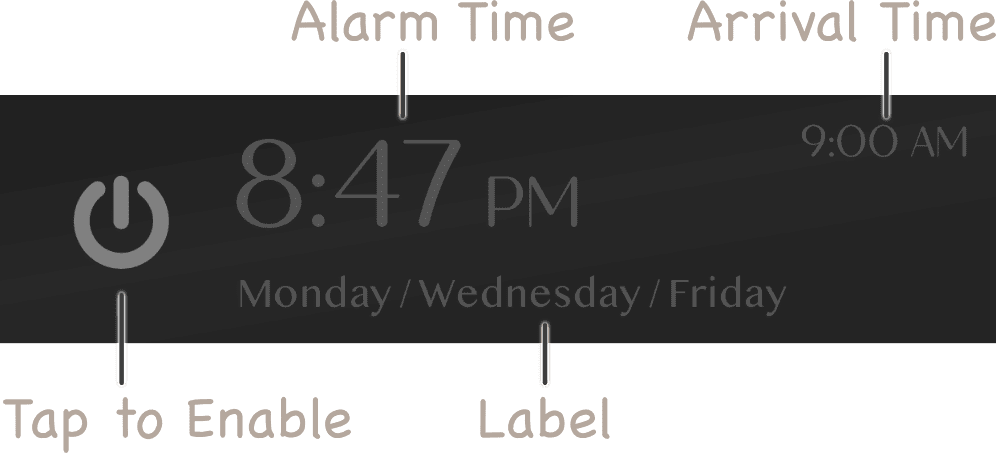 Alarm Time Arrival Time
9:00 AM
8:47 PM
Monday / Wednesday / Friday
Tap to Enable Label